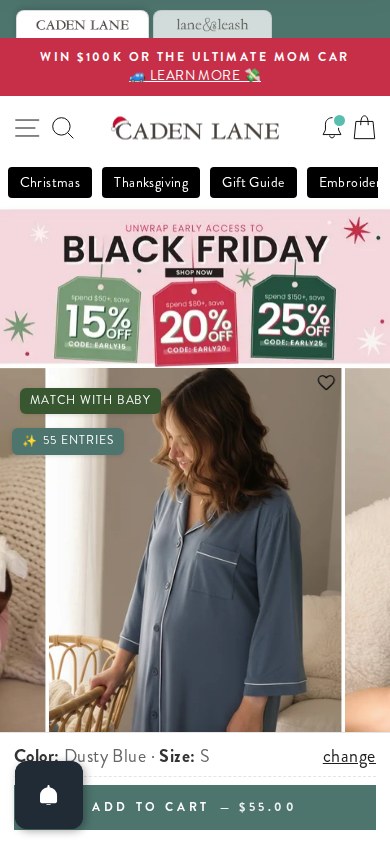 CADEN LANE
lane&leash
WIN $100K OR THE ULTIMATE MOM CAR
🚙 LEARN MORE 💸
CADEN LANE
Christmas
Thanksgiving
Gift Guide
UNWRAP EARLY ACCESS TO
BLACK FRIDAY
SHOP NOW
spend $50+, save
15% OFF
CODE: EARLY15
spend $80+, save
20% OFF
CODE: EARLY20
spend $150+, save
25% OFF
CODE: EARLY25
MATCH WITH BABY
✨ 55 ENTRIES
Color: Dusty Blue · Size: S
change
ADD TO CART — $55.00